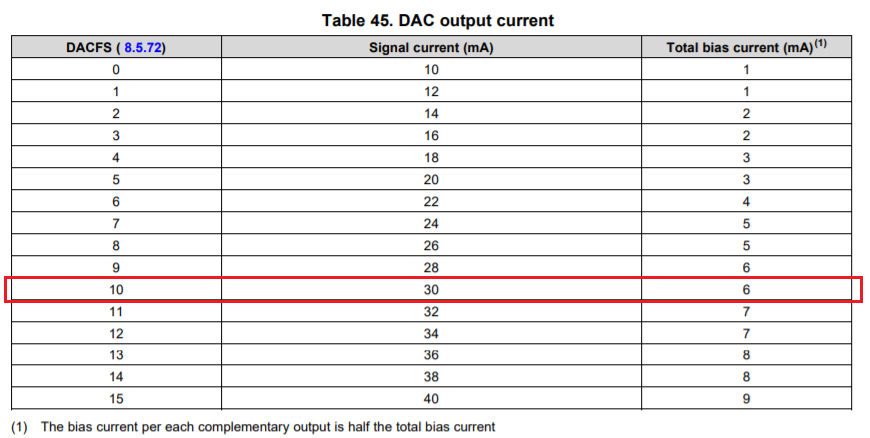 Table 45. DAC output current
DACFS ( 8.5.72) Signal current (mA) Total bias current (mA)(1)
0 10 1
1 12 1
2 14 2
3 16 2
4 18 3
5 20 3
6 22 4
7 24 5
8 26 5
9 28 6
10 30 6
11 32 7
12 34 7
13 36 8
14 38 8
15 40 9
(1) The bias current per each complementary output is half the total bias current